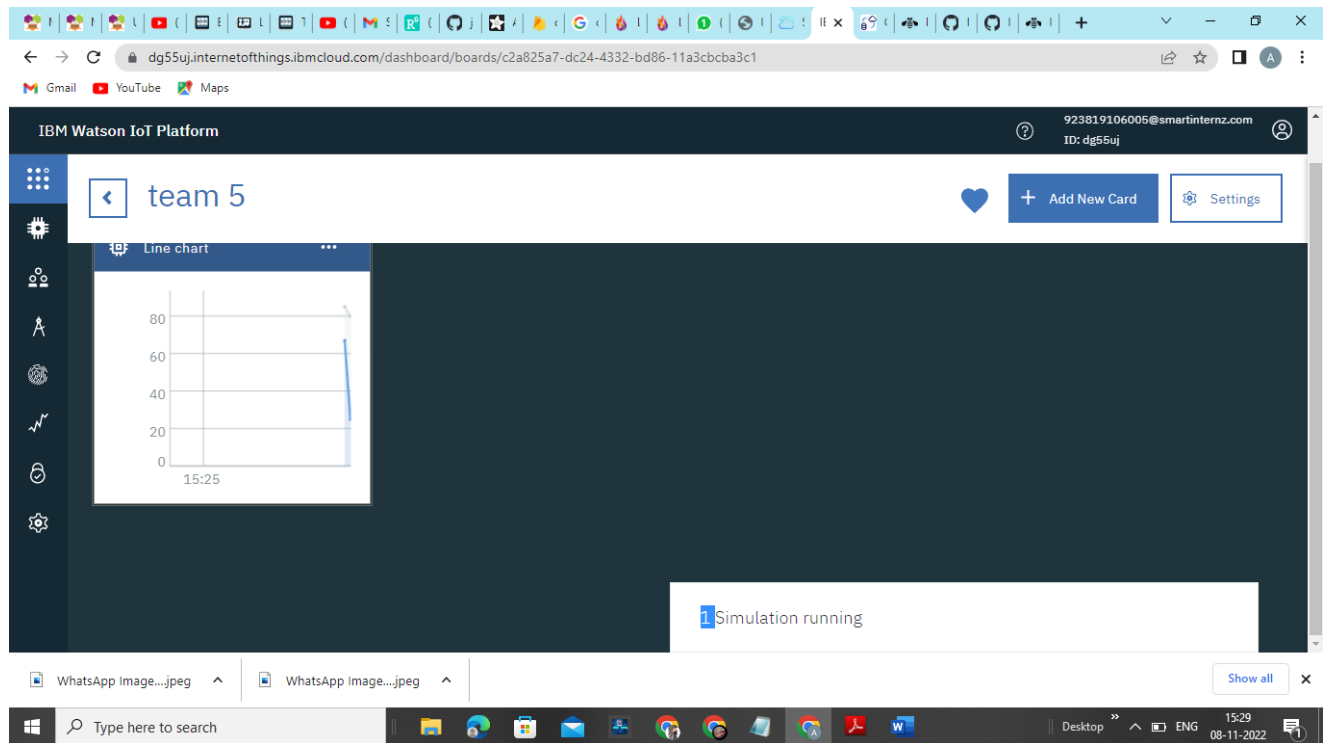 dg55uj.internetofthings.ibmcloud.com/dashboard/boards/c2a825a7-dc24-4332-bd86-11a3cbcba3c1
A
Gmail YouTube Maps
IBM Watson IoT Platform
923819106005@smartinternz.com
ID: dg55uj
team 5
+ Add New Card
Settings
Line chart
80
60
40
20
0
15:25
1 Simulation running
WhatsApp Image....jpeg
WhatsApp Image....jpeg
Show all
Type here to search
Desktop
ENG
15:29
08-11-2022
1